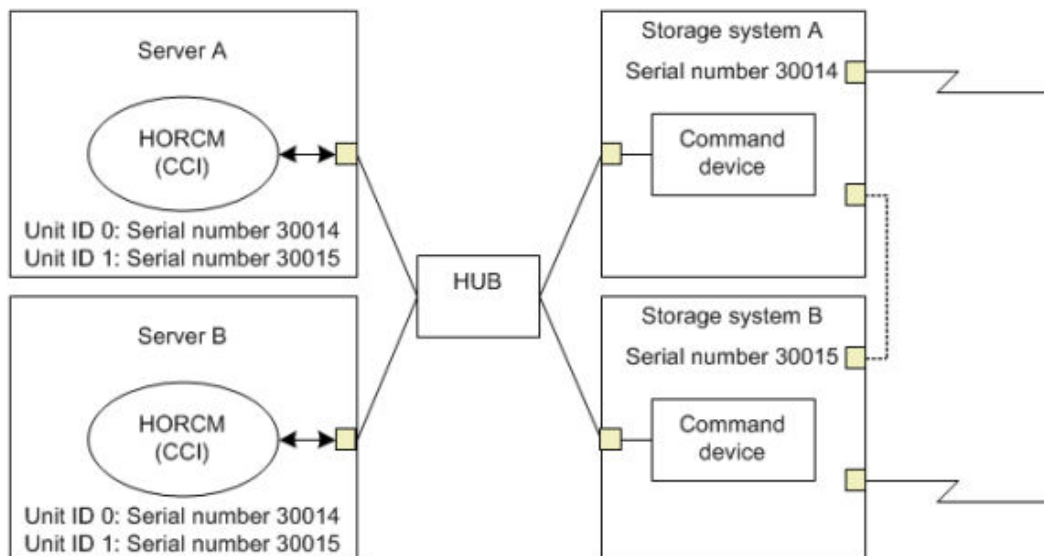 Server A
HORCM
(CCI)
Unit ID 0: Serial number 30014
Unit ID 1: Serial number 30015
Server B
HORCM
(CCI)
Unit ID 0: Serial number 30014
Unit ID 1: Serial number 30015
HUB
Storage system A
Serial number 30014
Command
device
Storage system B
Serial number 30015
Command
device